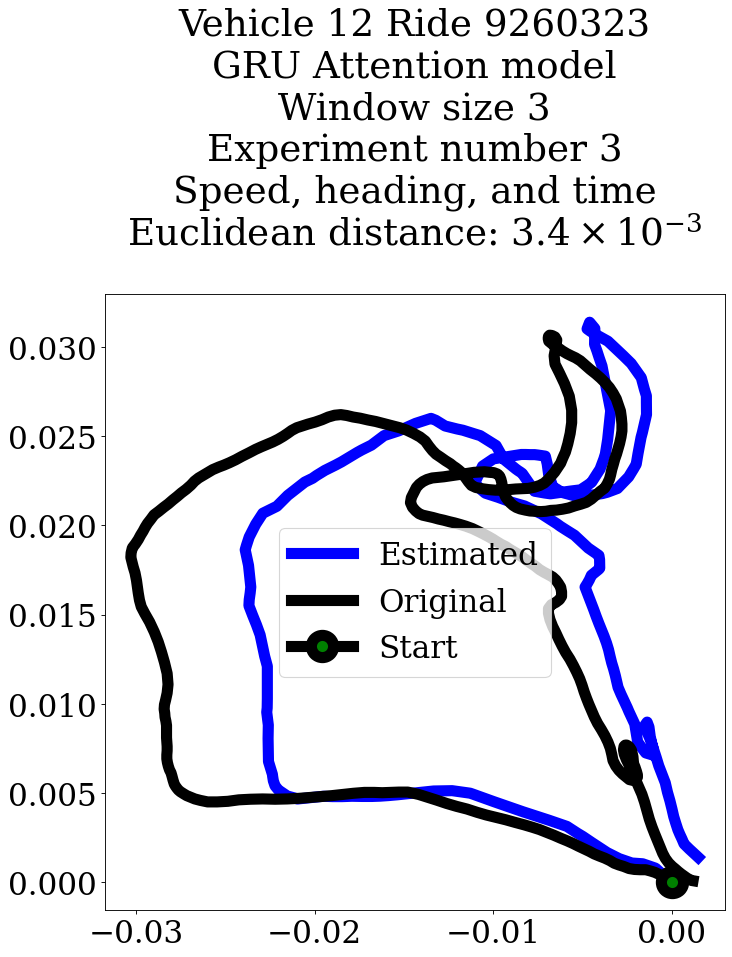 Vehicle 12 Ride 9260323
GRU Attention model
Window size 3
Experiment number 3
Speed, heading, and time
Euclidean distance: 3.4 × 10⁻³
0.030
0.025
0.020
0.015
0.010
0.005
0.000
Estimated
Original
Start
−0.03 −0.02 −0.01 0.00